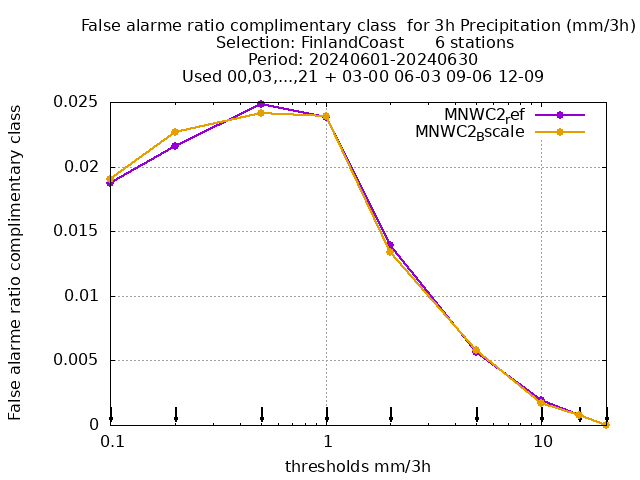 False alarme ratio complimentary class  for 3h Precipitation (mm/3h)
Selection: FinlandCoast      6 stations
Period: 20240601-20240630
Used 00,03,...,21 + 03-00 06-03 09-06 12-09
False alarme ratio complimentary class
0.025
0.02
0.015
0.01
0.005
0
MNWC2ref
MNWC2Bscale
0.1
1
10
thresholds mm/3h